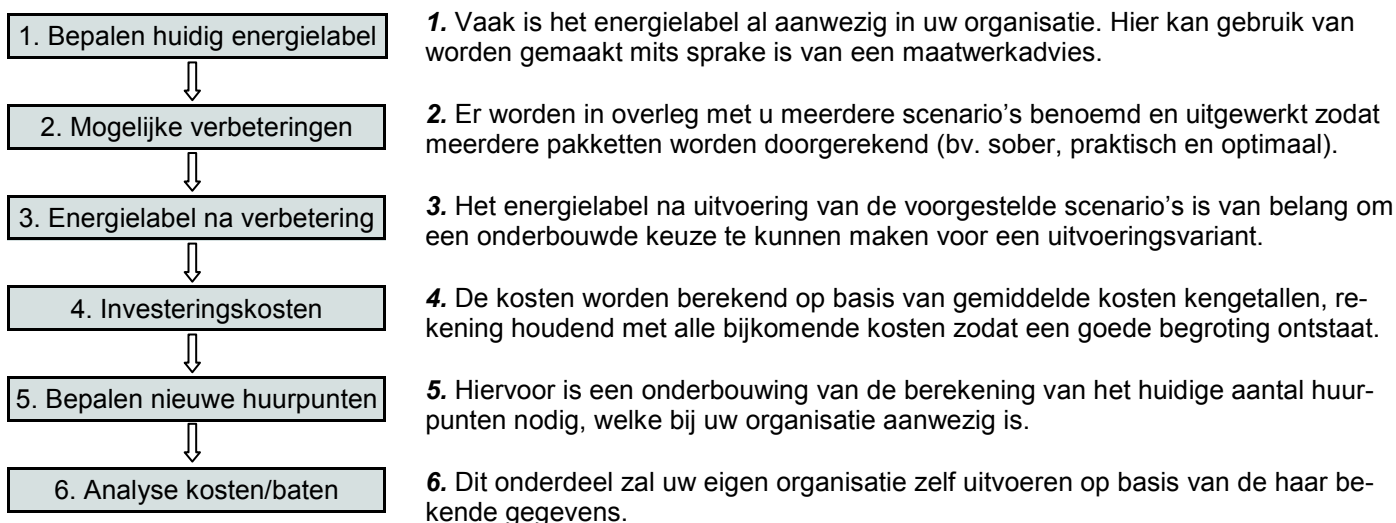 1. Bepalen huidig energielabel
1. Vaak is het energielabel al aanwezig in uw organisatie. Hier kan gebruik van
worden gemaakt mits sprake is van een maatwerkadvies.
2. Mogelijke verbeteringen
2. Er worden in overleg met u meerdere scenario’s benoemd en uitgewerkt zodat
meerdere pakketten worden doorgerekend (bv. sober, praktisch en optimaal).
3. Energielabel na verbetering
3. Het energielabel na uitvoering van de voorgestelde scenario’s is van belang om
een onderbouwde keuze te kunnen maken voor een uitvoeringsvariant.
4. Investeringskosten
4. De kosten worden berekend op basis van gemiddelde kosten kengetallen, re-
kening houdend met alle bijkomende kosten zodat een goede begroting ontstaat.
5. Bepalen nieuwe huurpunten
5. Hiervoor is een onderbouwing van de berekening van het huidige aantal huur-
punten nodig, welke bij uw organisatie aanwezig is.
6. Analyse kosten/baten
6. Dit onderdeel zal uw eigen organisatie zelf uitvoeren op basis van de haar be-
kende gegevens.